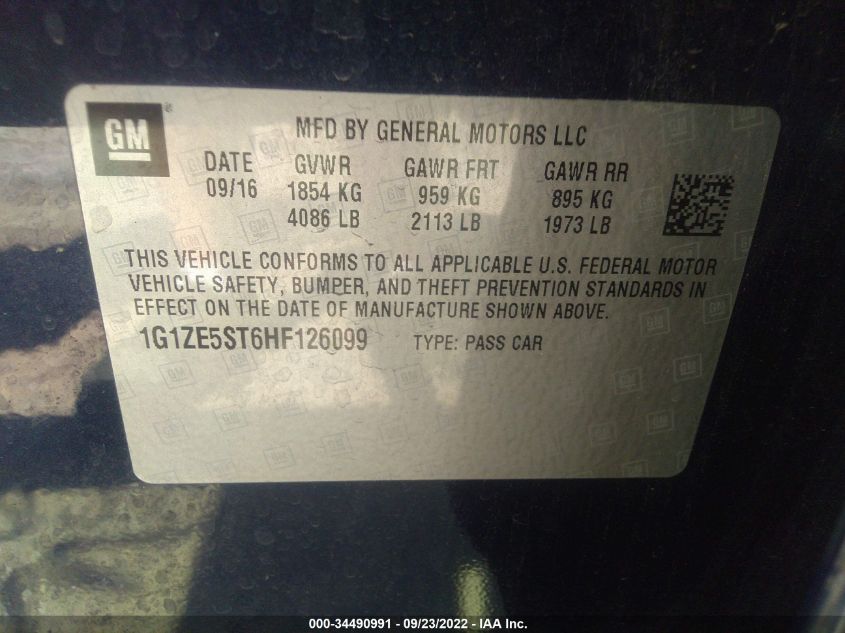 GM
MFD BY GENERAL MOTORS LLC
DATE GVWR GAWR FRT GAWR RR
09/16 1854 KG 959 KG 895 KG
4086 LB 2113 LB 1973 LB
THIS VEHICLE CONFORMS TO ALL APPLICABLE U.S. FEDERAL MOTOR
VEHICLE SAFETY, BUMPER, AND THEFT PREVENTION STANDARDS IN
EFFECT ON THE DATE OF MANUFACTURE SHOWN ABOVE.
1G1ZE5ST6HF126099 TYPE: PASS CAR
000-34490991 - 09/23/2022 - IAA Inc.